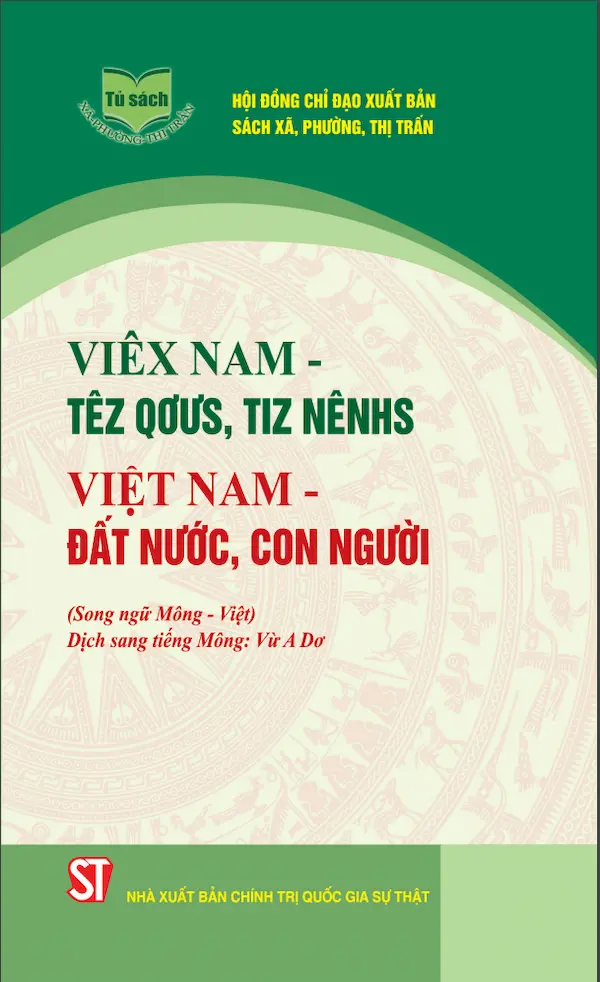 Tủ sách
XÃ-PHƯỜNG-THỊ TRẤN
HỘI ĐỒNG CHỈ ĐẠO XUẤT BẢN
SÁCH XÃ, PHƯỜNG, THỊ TRẤN
VIÊX NAM -
TÊZ QƠƯS, TIZ NÊNHS
VIỆT NAM -
ĐẤT NƯỚC, CON NGƯỜI
(Song ngữ Mông - Việt)
Dịch sang tiếng Mông: Vừ A Dơ
ST
NHÀ XUẤT BẢN CHÍNH TRỊ QUỐC GIA SỰ THẬT